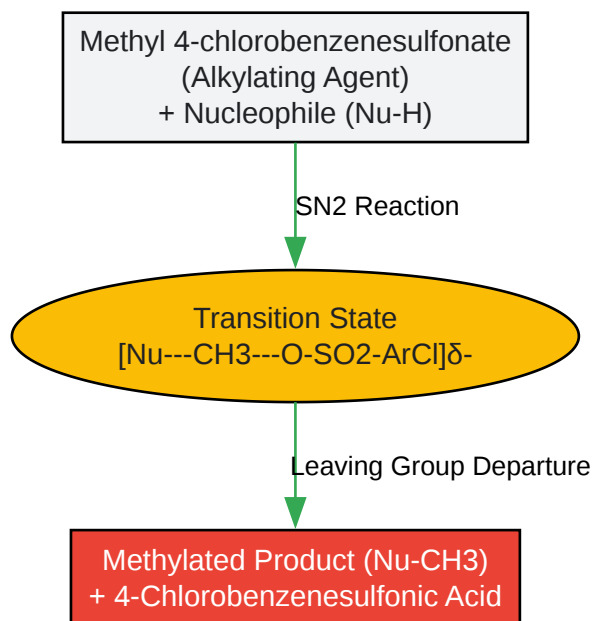 Methyl 4-chlorobenzenesulfonate
(Alkylating Agent)
+ Nucleophile (Nu-H)
SN2 Reaction
Transition State
[Nu---CH3---O-SO2-ArCl]δ-
Leaving Group Departure
Methylated Product (Nu-CH3)
+ 4-Chlorobenzenesulfonic Acid